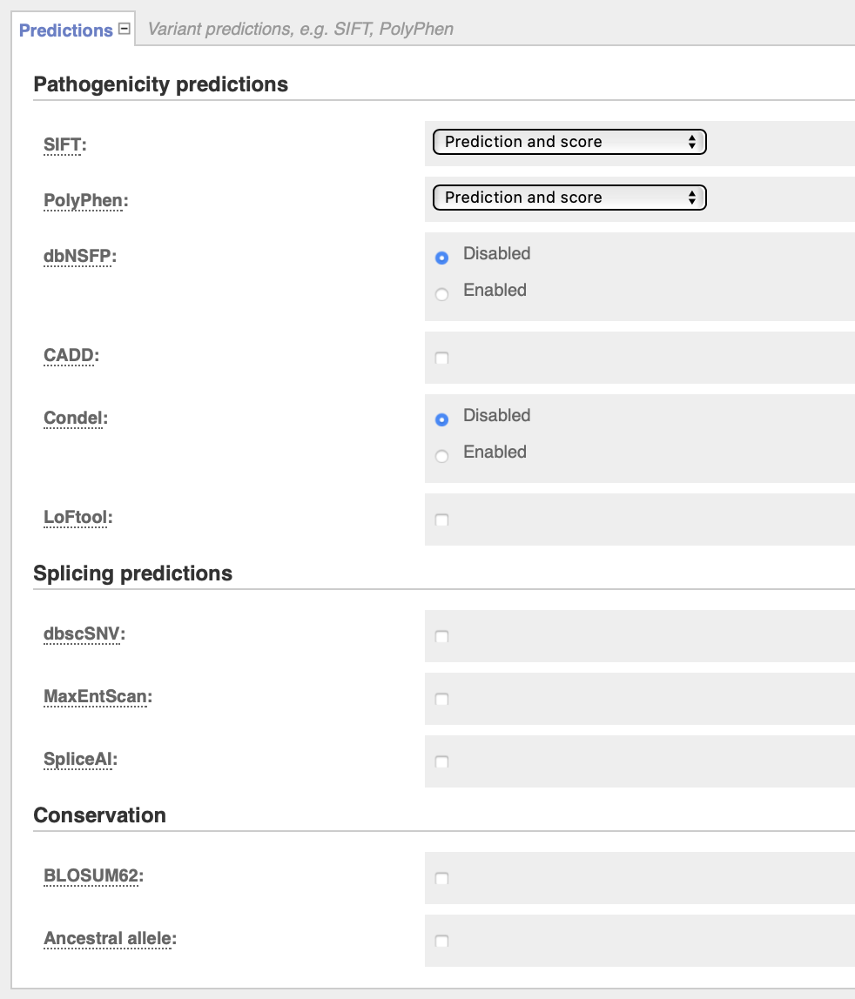 Predictions Variant predictions, e.g. SIFT, PolyPhen
Pathogenicity predictions
SIFT: Prediction and score
PolyPhen: Prediction and score
dbNSFP: Disabled
Enabled
CADD:
Condel: Disabled
Enabled
LoFtool:
Splicing predictions
dbscSNV:
MaxEntScan:
SpliceAI:
Conservation
BLOSUM62:
Ancestral allele: